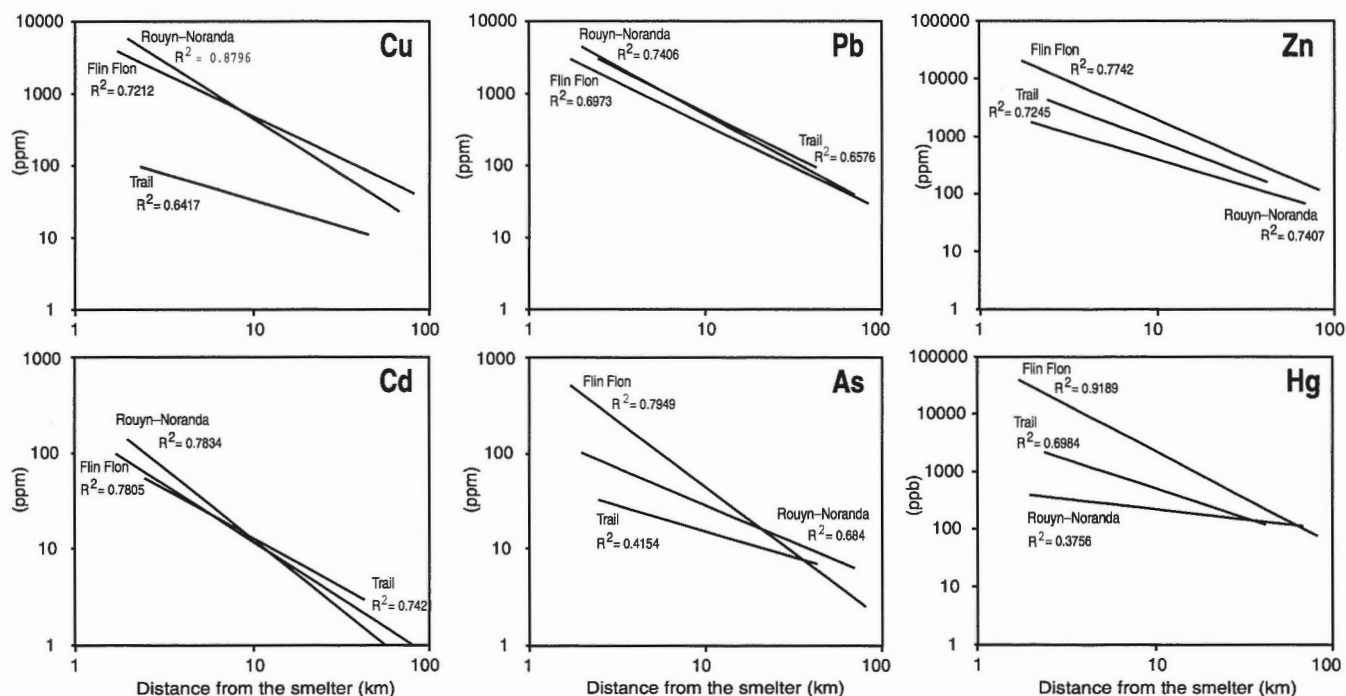 10000
1000
100
10
1
(ppm)
Cu
Rouyn–Noranda
R² = 0.8796
Flin Flon
R² = 0.7212
Trail
R² = 0.6417
1
10
100
10000
1000
100
10
1
(ppm)
Pb
Rouyn–Noranda
R² = 0.7406
Flin Flon
R² = 0.6973
Trail
R² = 0.6576
1
10
100
100000
10000
1000
100
10
1
(ppm)
Zn
Flin Flon
R² = 0.7742
Trail
R² = 0.7245
Rouyn–Noranda
R² = 0.7407
1
10
100
1000
100
10
1
(ppm)
Cd
Rouyn–Noranda
R² = 0.7834
Flin Flon
R² = 0.7805
Trail
R² = 0.742
1
10
100
Distance from the smelter (km)
1000
100
10
1
(ppm)
As
Flin Flon
R² = 0.7949
Rouyn–Noranda
R² = 0.684
Trail
R² = 0.4154
1
10
100
Distance from the smelter (km)
100000
10000
1000
100
10
1
(ppb)
Hg
Flin Flon
R² = 0.9189
Trail
R² = 0.6984
Rouyn–Noranda
R² = 0.3756
1
10
100
Distance from the smelter (km)